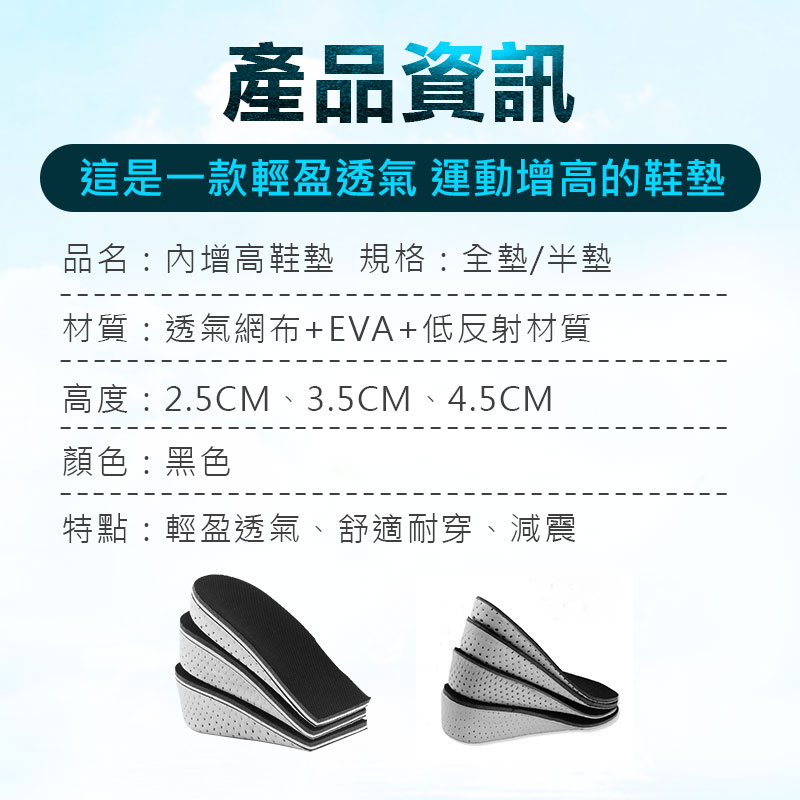 產品資訊
這是一款輕盈透氣 運動增高的鞋墊
品名：內增高鞋墊 規格：全墊/半墊
材質：透氣網布+EVA+低反射材質
高度：2.5CM、3.5CM、4.5CM
顏色：黑色
特點：輕盈透氣、舒適耐穿、減震